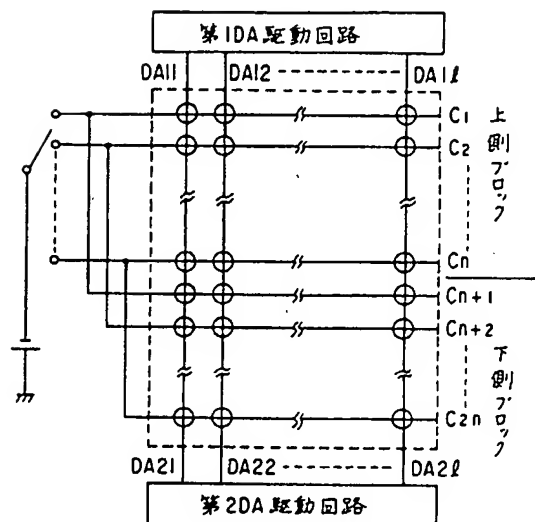 第1DA駆動回路
DA11 DA12 DA1ℓ
C1
C2
Cn
上側ブロック
Cn+1
Cn+2
C2n
下側ブロック
DA21 DA22 DA2ℓ
第2DA駆動回路